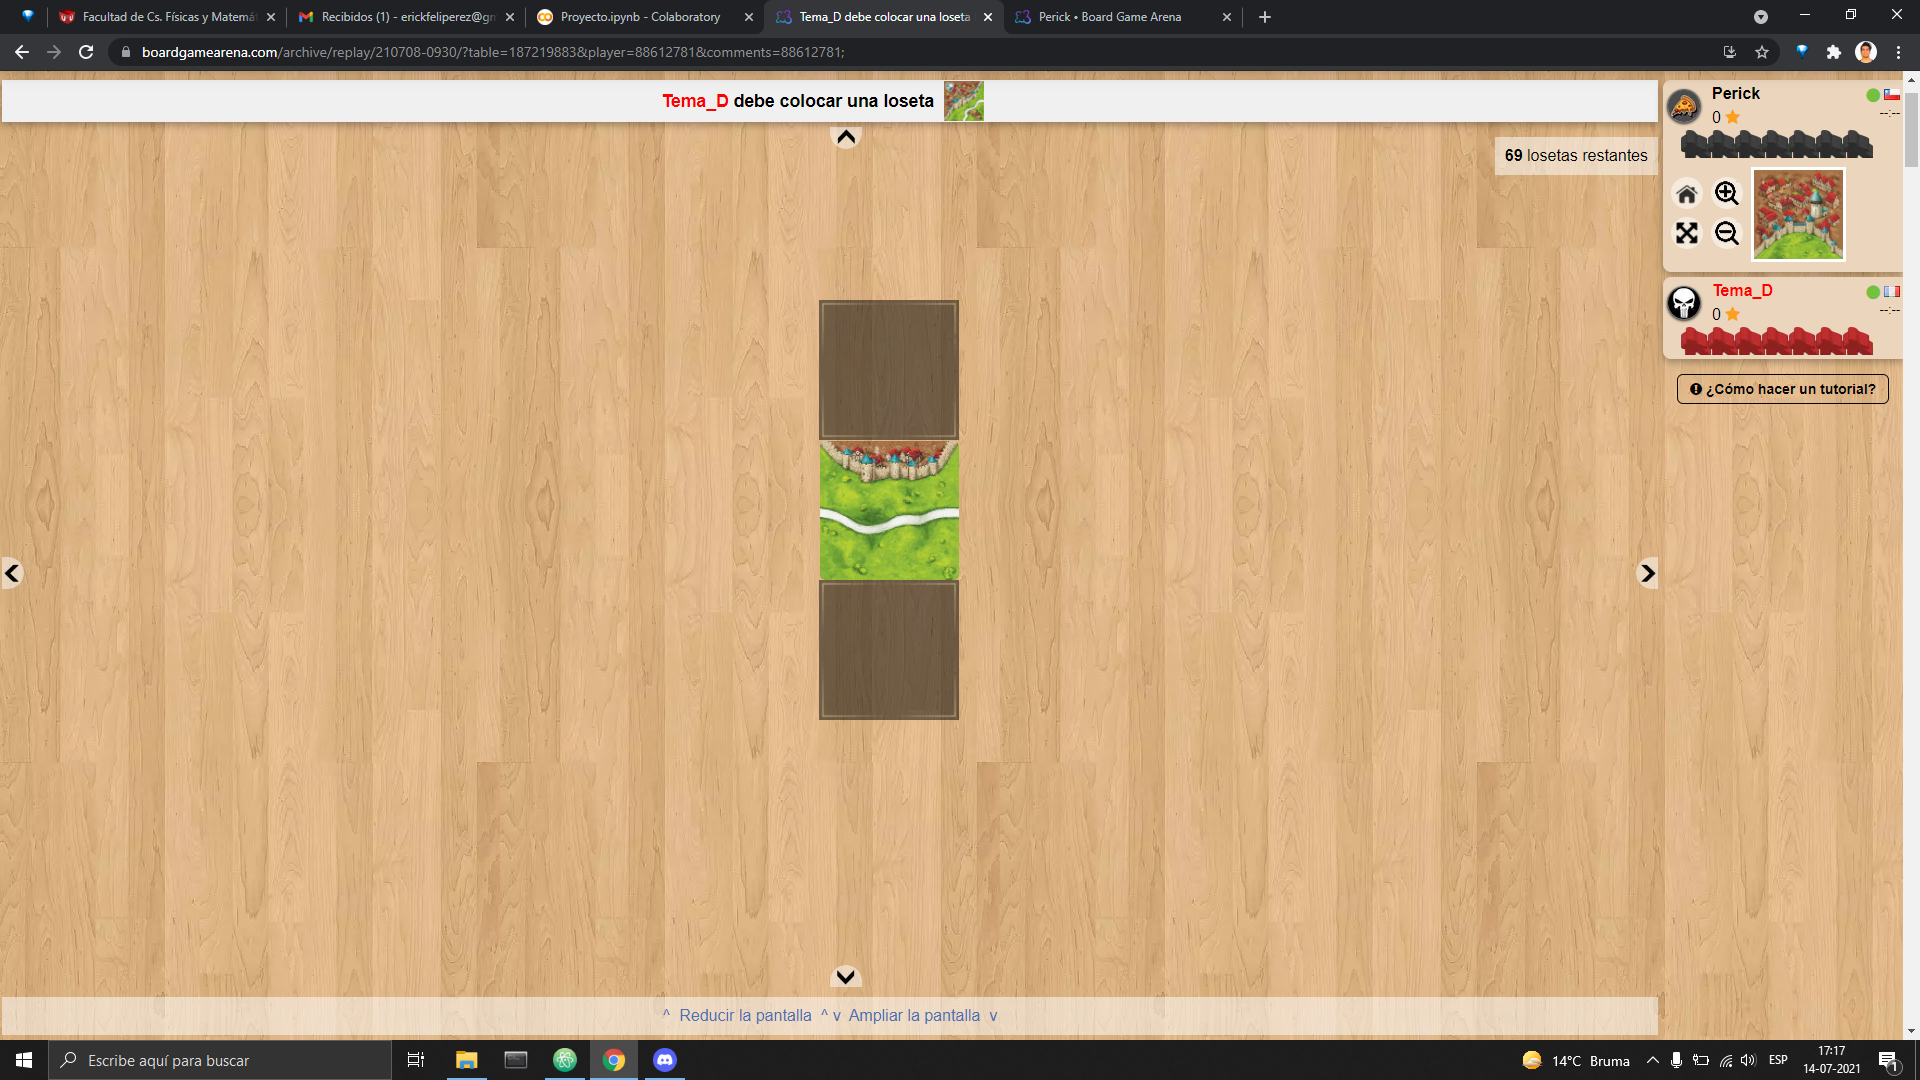 Facultad de Cs. Físicas y Matemá
Recibidos (1) - erickfeliperez@gm
Proyecto.ipynb - Colaboratory
Tema_D debe colocar una loseta
Perick • Board Game Arena
boardgamearena.com/archive/replay/210708-0930/?table=187219883&player=88612781&comments=88612781;
Tema_D debe colocar una loseta
69 losetas restantes
Perick
0
--:--
Tema_D
0
--:--
¿Cómo hacer un tutorial?
^ Reducir la pantalla ^ v Ampliar la pantalla v
Escribe aquí para buscar
14°C Bruma
ESP
17:17
14-07-2021
1